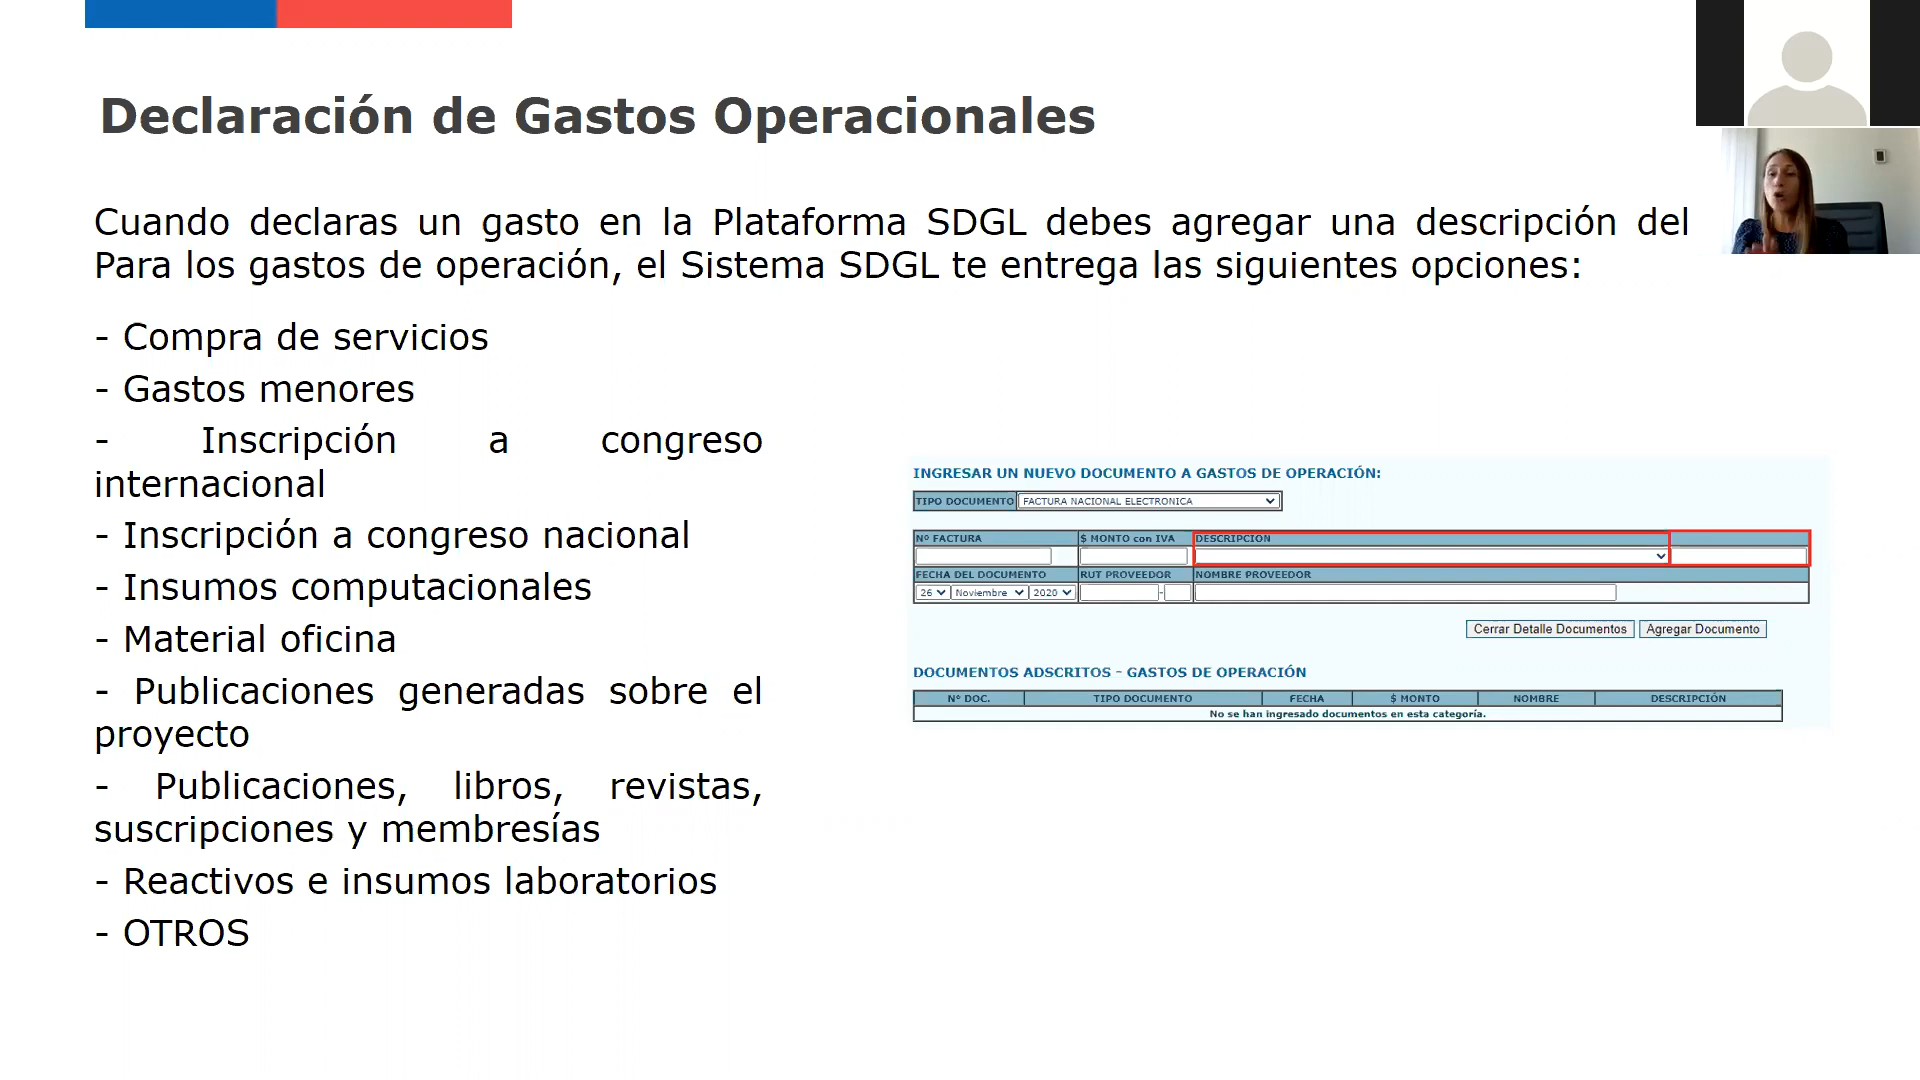 Declaración de Gastos Operacionales
Cuando declaras un gasto en la Plataforma SDGL debes agregar una descripción del
Para los gastos de operación, el Sistema SDGL te entrega las siguientes opciones:
- Compra de servicios
- Gastos menores
- Inscripción a congreso
internacional
- Inscripción a congreso nacional
- Insumos computacionales
- Material oficina
- Publicaciones generadas sobre el
proyecto
- Publicaciones, libros, revistas,
suscripciones y membresías
- Reactivos e insumos laboratorios
- OTROS
INGRESAR UN NUEVO DOCUMENTO A GASTOS DE OPERACIÓN:
TIPO DOCUMENTO FACTURA NACIONAL ELECTRONICA
Nº FACTURA $ MONTO con IVA DESCRIPCION
FECHA DEL DOCUMENTO RUT PROVEEDOR NOMBRE PROVEEDOR
26 Noviembre 2020 -
Cerrar Detalle Documentos Agregar Documento
DOCUMENTOS ADSCRITOS - GASTOS DE OPERACIÓN
Nº DOC. TIPO DOCUMENTO FECHA $ MONTO NOMBRE DESCRIPCIÓN
No se han ingresado documentos en esta categoría.